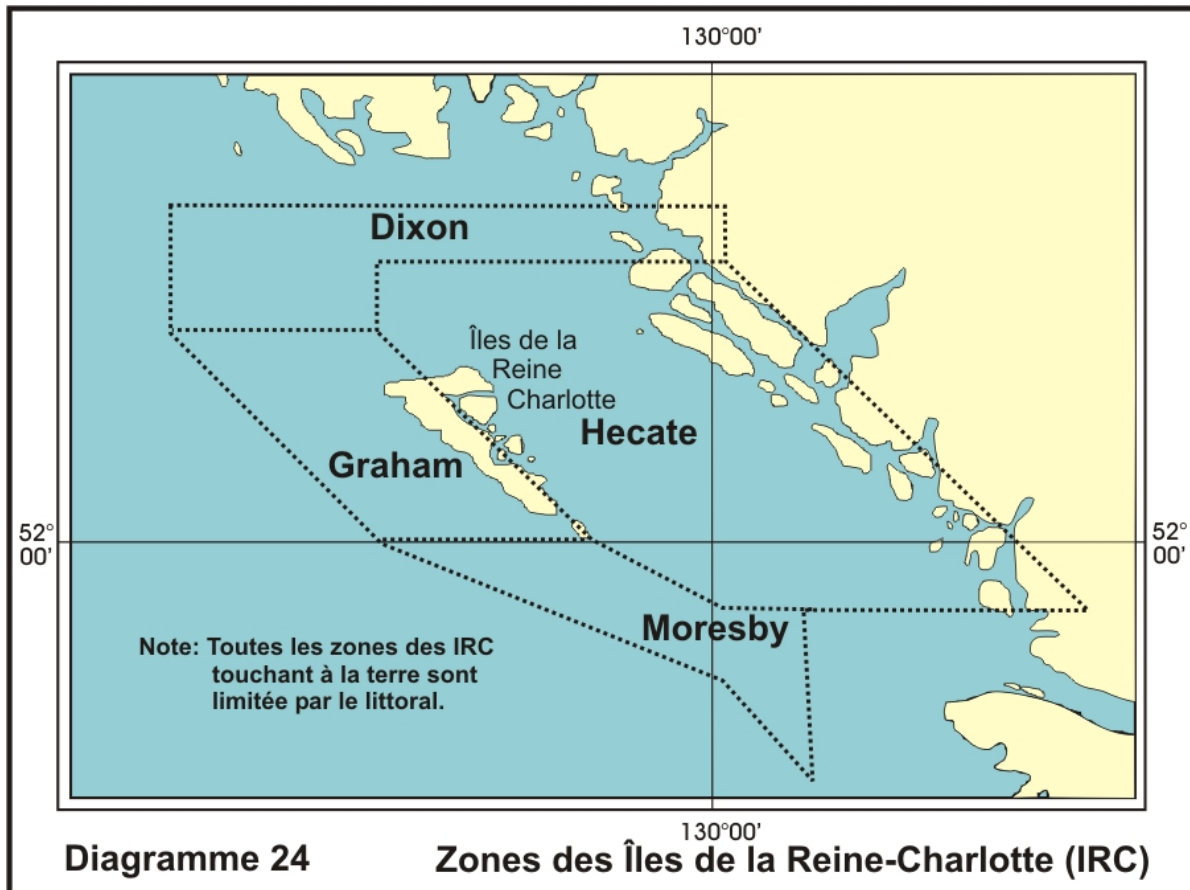 130°00'
Dixon
Îles de la
Reine
Charlotte
Hecate
Graham
52°
00'
52°
00'
Moresby
Note: Toutes les zones des IRC
touchant à la terre sont
limitée par le littoral.
130°00'
Diagramme 24
Zones des Îles de la Reine-Charlotte (IRC)